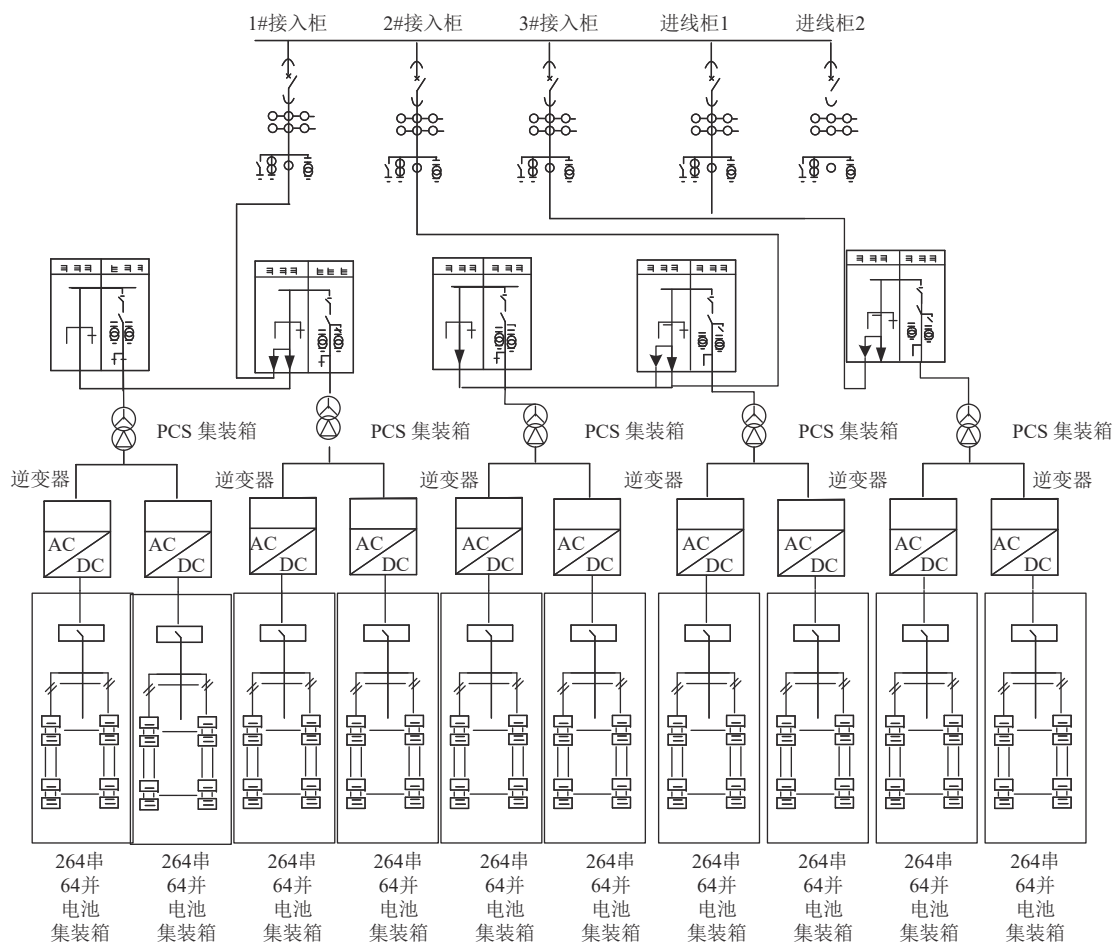 1#接入柜
2#接入柜
3#接入柜
进线柜1
进线柜2
PCS 集装箱
PCS 集装箱
PCS 集装箱
PCS 集装箱
PCS 集装箱
逆变器
逆变器
逆变器
逆变器
逆变器
AC
DC
AC
DC
AC
DC
AC
DC
AC
DC
AC
DC
AC
DC
AC
DC
AC
DC
AC
DC
264串
64并
电池
集装箱
264串
64并
电池
集装箱
264串
64并
电池
集装箱
264串
64并
电池
集装箱
264串
64并
电池
集装箱
264串
64并
电池
集装箱
264串
64并
电池
集装箱
264串
64并
电池
集装箱
264串
64并
电池
集装箱
264串
64并
电池
集装箱